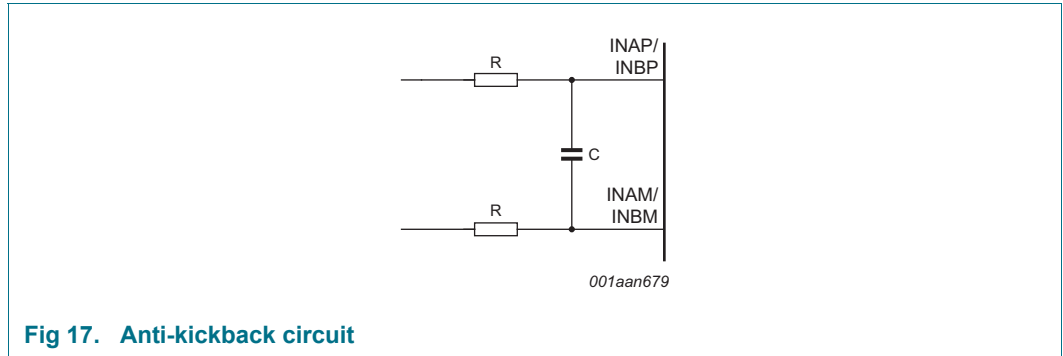 INAP/
INBP
R
C
INAM/
INBM
R
001aan679
Fig 17. Anti-kickback circuit